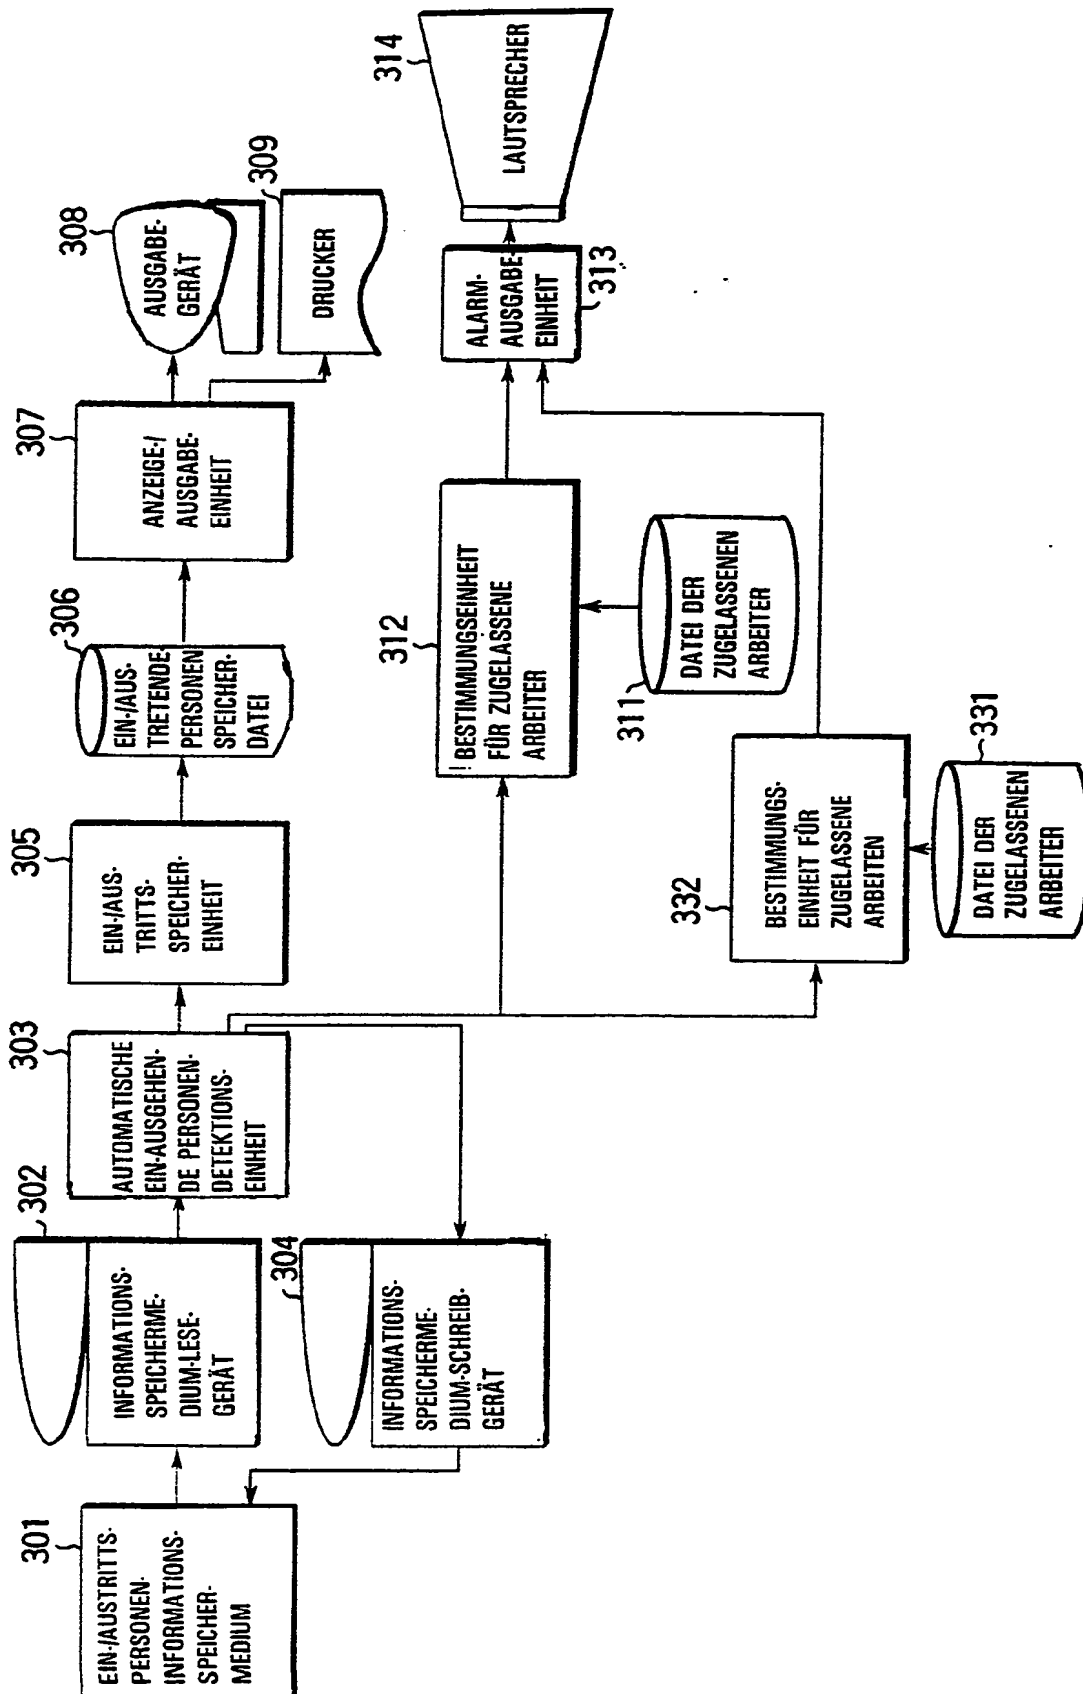 301
EIN-/AUSTRITTS-
PERSONEN-
INFORMATIONS-
SPEICHER-
MEDIUM
302
INFORMATIONS-
SPEICHERME-
DIUM-LESE-
GERÄT
304
INFORMATIONS-
SPEICHERME-
DIUM-SCHREIB-
GERÄT
303
AUTOMATISCHE
EIN-AUSGEHEN-
DE PERSONEN-
DETEKTIONS-
EINHEIT
305
EIN-/AUS-
TRITTS-
SPEICHER-
EINHEIT
306
EIN-/AUS-
TRETENDE-
PERSONEN
SPEICHER-
DATEI
307
ANZEIGE-/
AUSGABE-
EINHEIT
308
AUSGABE-
GERÄT
309
DRUCKER
312
BESTIMMUNGSEINHEIT
FÜR ZUGELASSENE
ARBEITER
311
DATEI DER
ZUGELASSENEN
ARBEITER
332
BESTIMMUNGS-
EINHEIT FÜR
ZUGELASSENE
ARBEITEN
331
DATEI DER
ZUGELASSENEN
ARBEITER
313
ALARM-
AUSGABE-
EINHEIT
314
LAUTSPRECHER